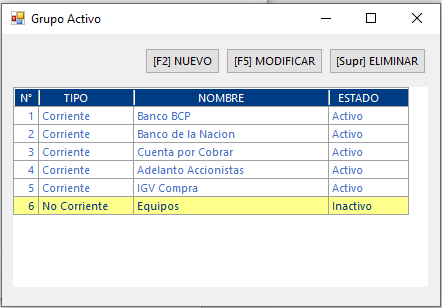 Grupo Activo
[F2] NUEVO [F5] MODIFICAR [Supr] ELIMINAR
N° TIPO NOMBRE ESTADO
1 Corriente Banco BCP Activo
2 Corriente Banco de la Nacion Activo
3 Corriente Cuenta por Cobrar Activo
4 Corriente Adelanto Accionistas Activo
5 Corriente IGV Compra Activo
6 No Corriente Equipos Inactivo